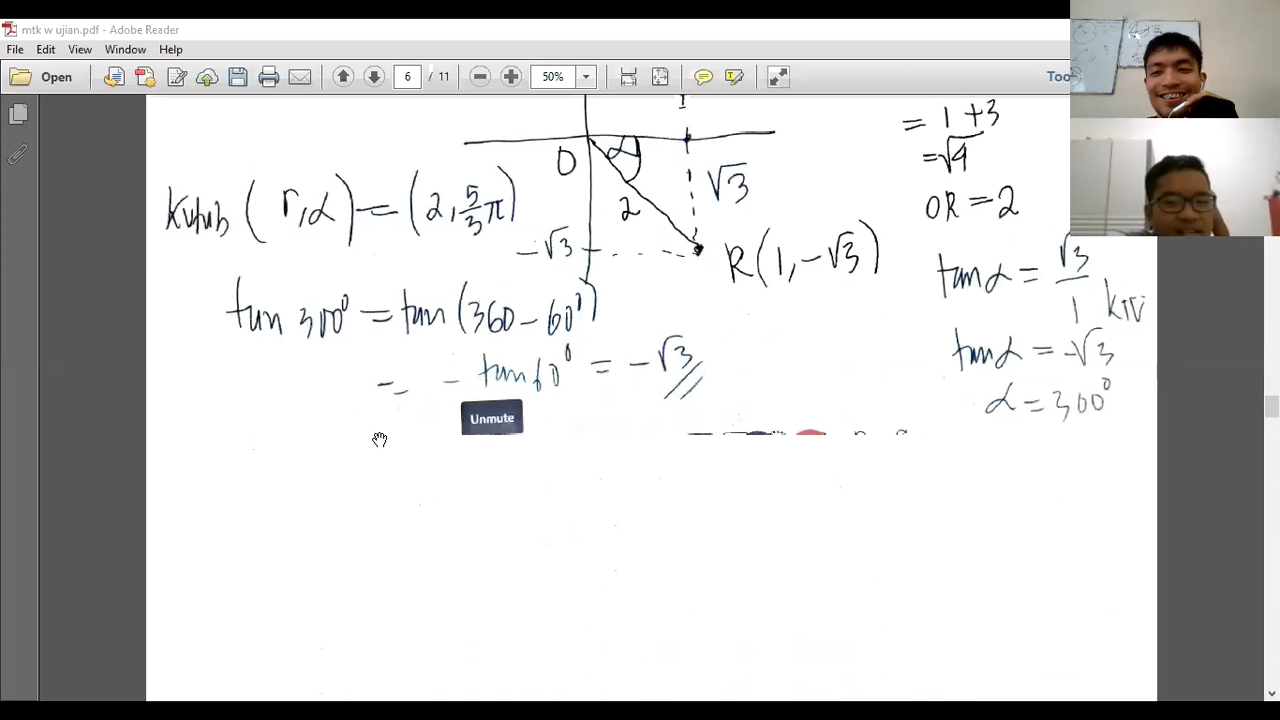 mtk w ujian.pdf - Adobe Reader
File Edit View Window Help
Open 6 / 11 50% Too
1
= 1 + 3
= √4
OR = 2
O α √3
2
Kutub (r, α) = (2, 5/3 π)
-√3
R(1, -√3)
tan α = √3/1
tan 300° = tan (360 - 60°)
tan α = -√3
= - tan 60° = -√3
α = 300°
Unmute